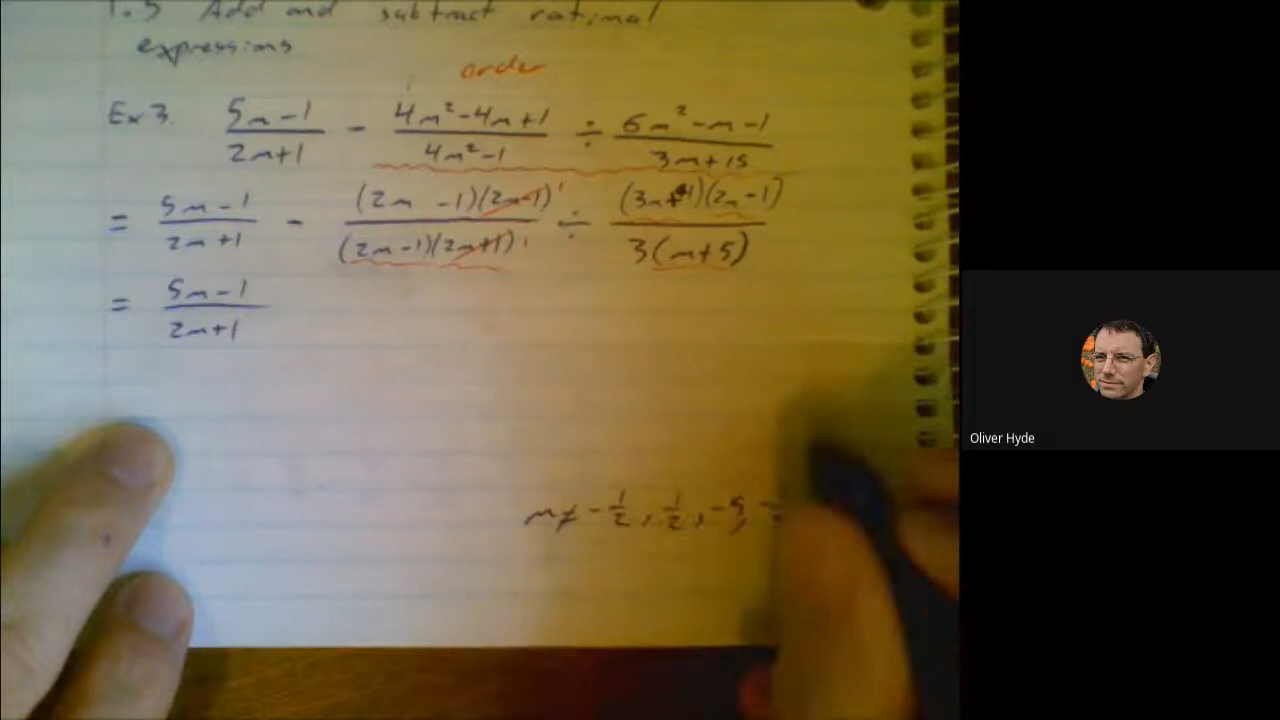 1.5 Add and subtract rational
expressions
order
Ex 3. (5m-1)/(2m+1) - (4m²-4m+1)/(4m²-1) ÷ (6m²-m-1)/(3m+15)
= (5m-1)/(2m+1) - (2m-1)(2m-1)¹/(2m-1)(2m+1)¹ ÷ (3m+1)(2m-1)/3(m+5)
= (5m-1)/(2m+1)
m≠ -1/2, 1/2, -5,
Oliver Hyde